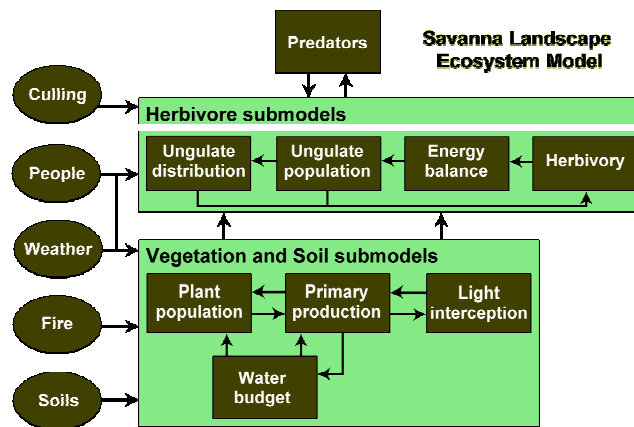 Predators
Savanna Landscape
Ecosystem Model
Culling
Herbivore submodels
People
Ungulate
distribution
Ungulate
population
Energy
balance
Herbivory
Weather
Vegetation and Soil submodels
Plant
population
Primary
production
Light
interception
Fire
Water
budget
Soils